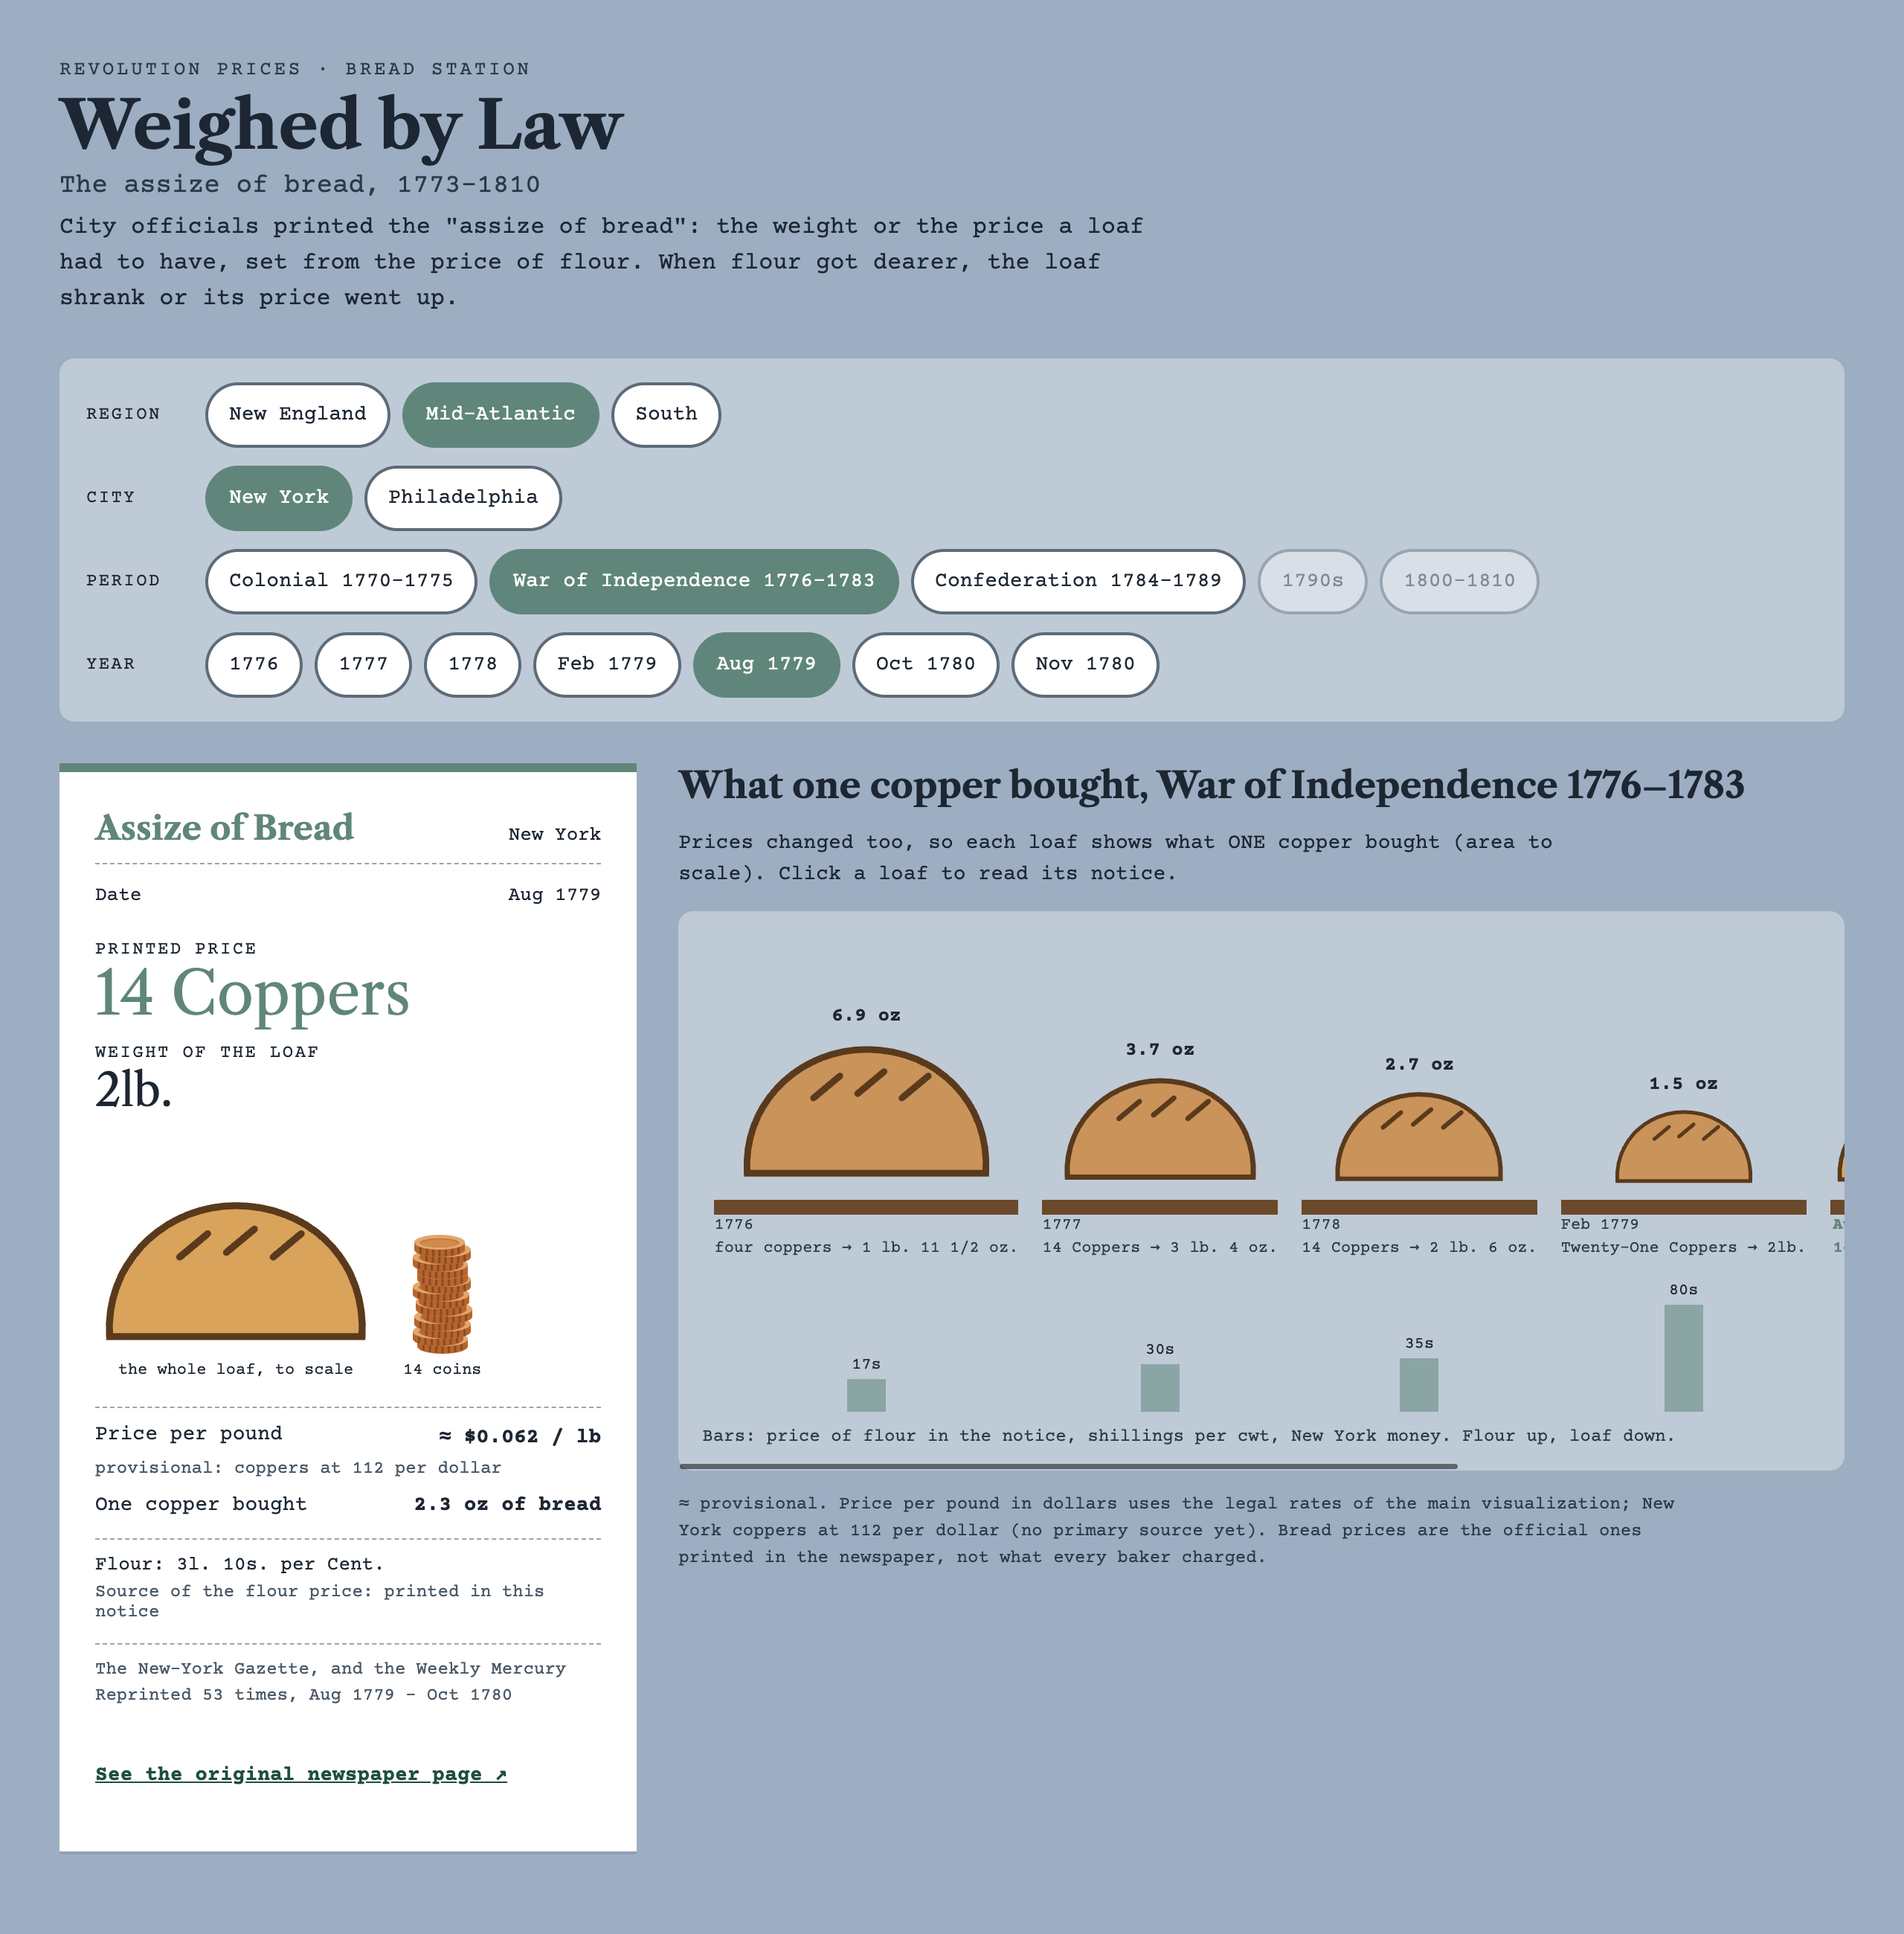 REVOLUTION PRICES · BREAD STATION
Weighed by Law
The assize of bread, 1773–1810
City officials printed the "assize of bread": the weight or the price a loaf
had to have, set from the price of flour. When flour got dearer, the loaf
shrank or its price went up.
REGION New England Mid-Atlantic South
CITY New York Philadelphia
PERIOD Colonial 1770–1775 War of Independence 1776–1783 Confederation 1784–1789 1790s 1800–1810
YEAR 1776 1777 1778 Feb 1779 Aug 1779 Oct 1780 Nov 1780
Assize of Bread New York
Date Aug 1779
PRINTED PRICE
14 Coppers
WEIGHT OF THE LOAF
2lb.
the whole loaf, to scale 14 coins
Price per pound ≈ $0.062 / lb
provisional: coppers at 112 per dollar
One copper bought 2.3 oz of bread
Flour: 3l. 10s. per Cent.
Source of the flour price: printed in this
notice
The New-York Gazette, and the Weekly Mercury
Reprinted 53 times, Aug 1779 – Oct 1780
See the original newspaper page ↗
What one copper bought, War of Independence 1776–1783
Prices changed too, so each loaf shows what ONE copper bought (area to
scale). Click a loaf to read its notice.
6.9 oz 3.7 oz 2.7 oz 1.5 oz
1776 1777 1778 Feb 1779
four coppers → 1 lb. 11 1/2 oz. 14 Coppers → 3 lb. 4 oz. 14 Coppers → 2 lb. 6 oz. Twenty-One Coppers → 2lb.
17s 30s 35s 80s
Bars: price of flour in the notice, shillings per cwt, New York money. Flour up, loaf down.
≈ provisional. Price per pound in dollars uses the legal rates of the main visualization; New
York coppers at 112 per dollar (no primary source yet). Bread prices are the official ones
printed in the newspaper, not what every baker charged.